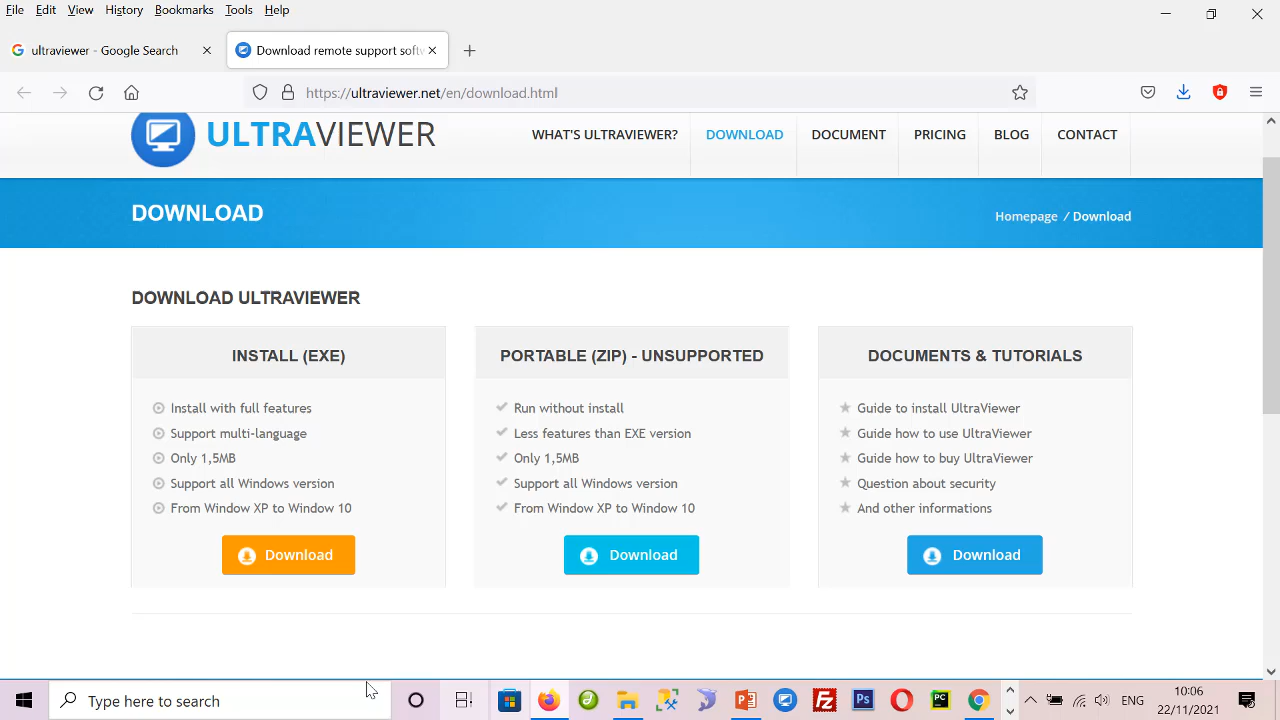 File Edit View History Bookmarks Tools Help
ultraviewer - Google Search
Download remote support soft
https://ultraviewer.net/en/download.html
ULTRAVIEWER
WHAT'S ULTRAVIEWER? DOWNLOAD DOCUMENT PRICING BLOG CONTACT
DOWNLOAD
Homepage / Download
DOWNLOAD ULTRAVIEWER
INSTALL (EXE)
Install with full features
Support multi-language
Only 1,5MB
Support all Windows version
From Window XP to Window 10
Download
PORTABLE (ZIP) - UNSUPPORTED
Run without install
Less features than EXE version
Only 1,5MB
Support all Windows version
From Window XP to Window 10
Download
DOCUMENTS & TUTORIALS
Guide to install UltraViewer
Guide how to use UltraViewer
Guide how to buy UltraViewer
Question about security
And other informations
Download
Type here to search
Fz
Ps
PC
ENG
10:06
22/11/2021